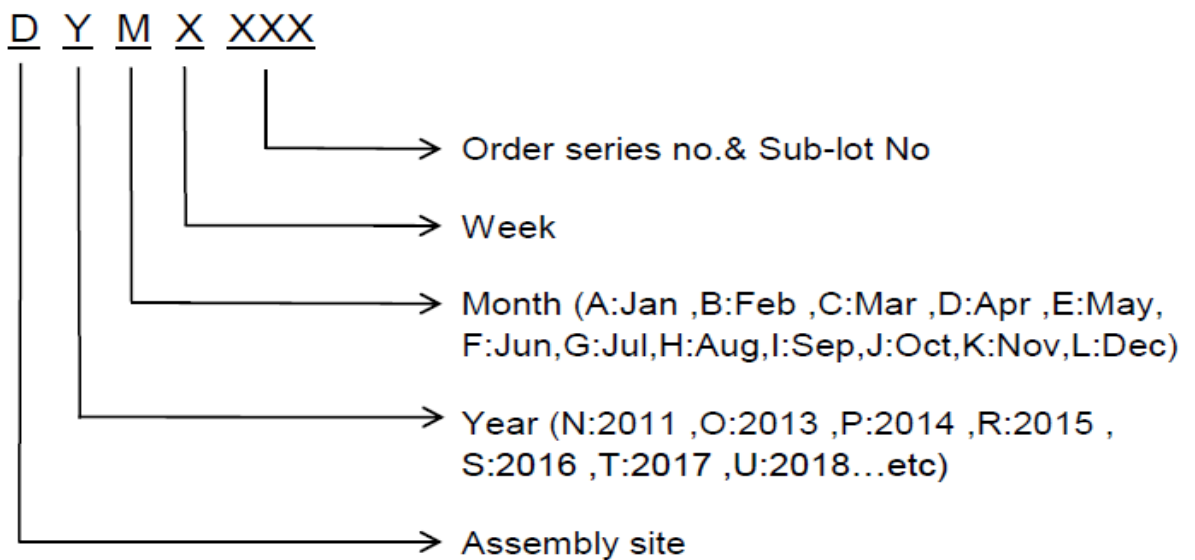 D Y M X XXX
Order series no.& Sub-lot No
Week
Month (A:Jan ,B:Feb ,C:Mar ,D:Apr ,E:May,
F:Jun,G:Jul,H:Aug,I:Sep,J:Oct,K:Nov,L:Dec)
Year (N:2011 ,O:2013 ,P:2014 ,R:2015 ,
S:2016 ,T:2017 ,U:2018...etc)
Assembly site